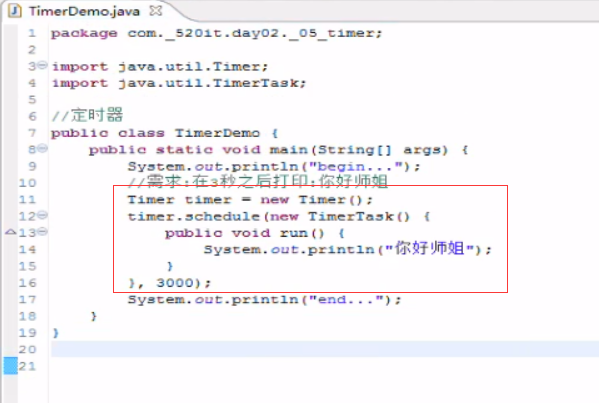 TimerDemo.java
1 package com._520it.day02._05_timer;
2
3 import java.util.Timer;
4 import java.util.TimerTask;
5
6 //定时器
7 public class TimerDemo {
8 public static void main(String[] args) {
9 System.out.println("begin...");
10 //需求:在3秒之后打印:你好师姐
11 Timer timer = new Timer();
12 timer.schedule(new TimerTask() {
13 public void run() {
14 System.out.println("你好师姐");
15 }
16 }, 3000);
17 System.out.println("end...");
18 }
19 }
20
21